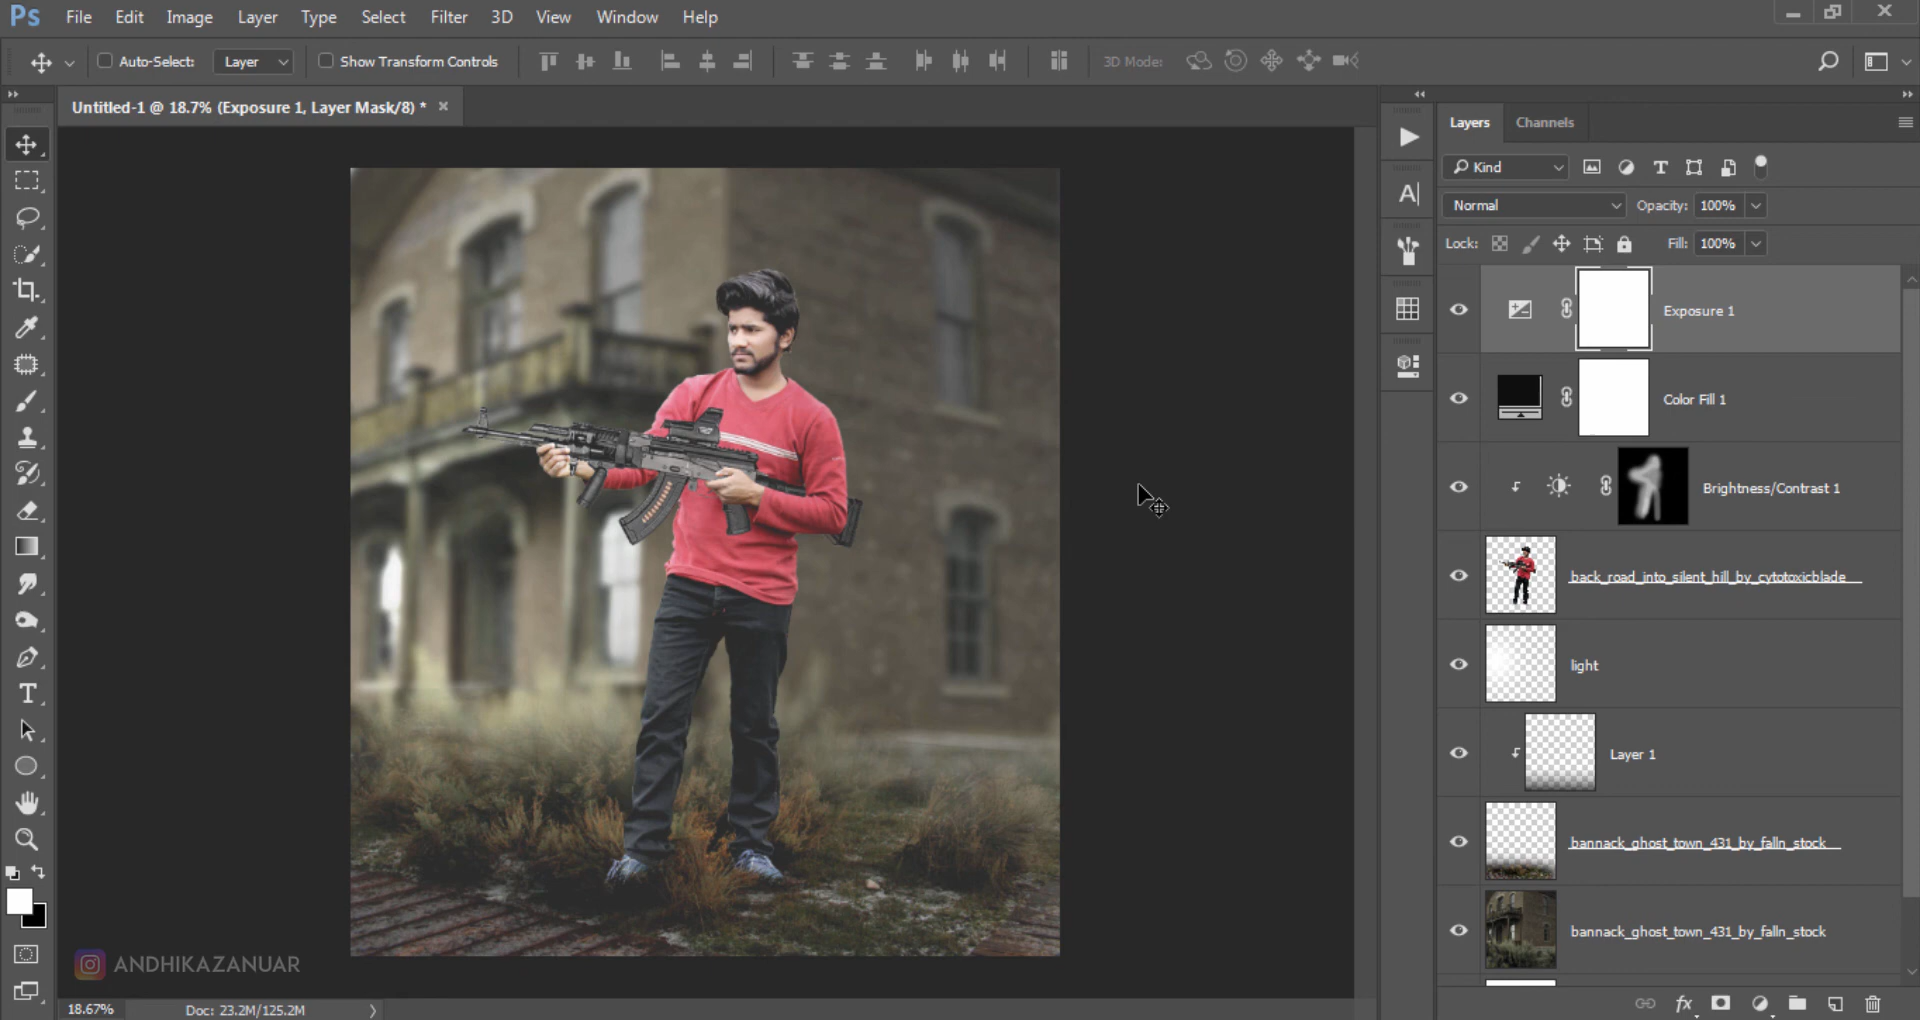 Ps File Edit Image Layer Type Select Filter 3D View Window Help
Auto-Select: Layer Show Transform Controls 3D Mode:
Untitled-1 @ 18.7% (Exposure 1, Layer Mask/8) *
Layers Channels
Kind
Normal Opacity: 100%
Lock: Fill: 100%
Exposure 1
Color Fill 1
Brightness/Contrast 1
back_road_into_silent_hill_by_cytotoxicblade
light
Layer 1
bannack_ghost_town_431_by_falln_stock
bannack_ghost_town_431_by_falln_stock
ANDHIKAZANUAR
18.67% Doc: 23.2M/125.2M